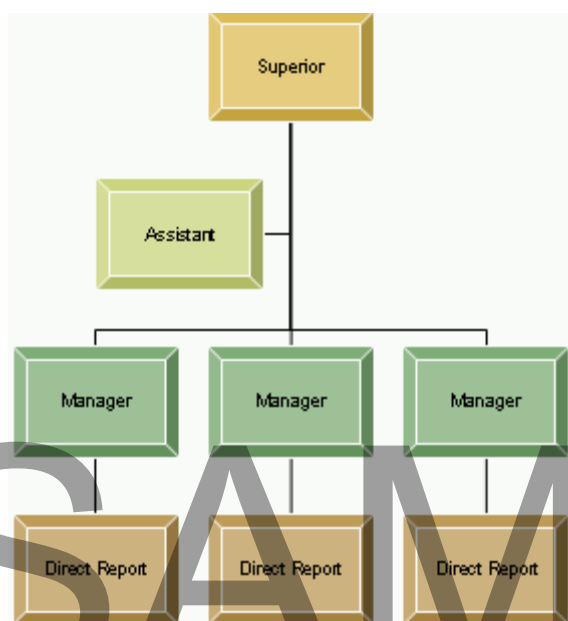 Superior
Assistant
Manager Manager Manager
Direct Report Direct Report Direct Report
SAM